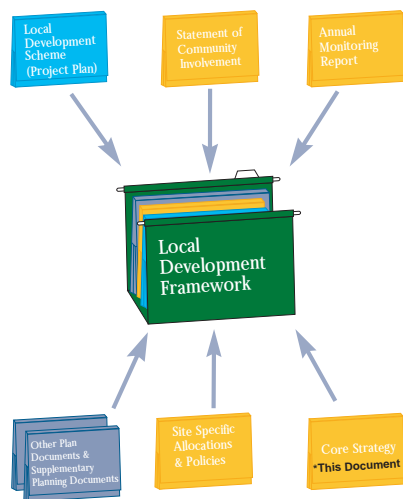 Local
Development
Scheme
(Project Plan)
Statement of
Community
Involvement
Annual
Monitoring
Report
Local
Development
Framework
Other Plan
Documents &
Supplementary
Planning Documents
Site Specific
Allocations
& Policies
Core Strategy
*This Document